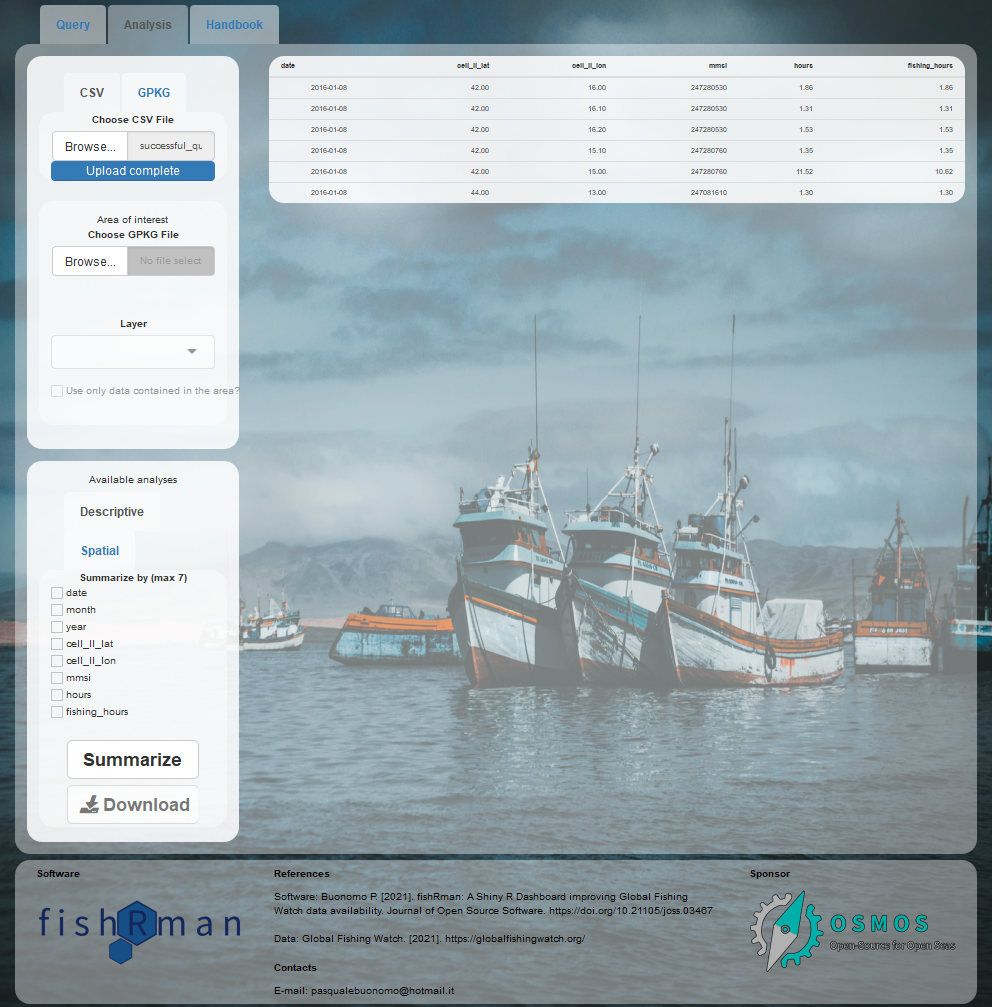 Query Analysis Handbook
CSV GPKG
Choose CSV File
Browse... successful_qu
Upload complete
Area of interest
Choose GPKG File
Browse... No file select
Layer
Use only data contained in the area?
date cell_ll_lat cell_ll_lon mmsi hours fishing_hours
2016-01-08 42.00 16.00 247280530 1.86 1.86
2016-01-08 42.00 16.10 247280530 1.31 1.31
2016-01-08 42.00 16.20 247280530 1.53 1.53
2016-01-08 42.00 15.10 247280760 1.35 1.35
2016-01-08 42.00 15.00 247280760 11.52 10.62
2016-01-08 44.00 13.00 247081610 1.30 1.30
Available analyses
Descriptive
Spatial
Summarize by (max 7)
date
month
year
cell_ll_lat
cell_ll_lon
mmsi
hours
fishing_hours
Summarize
Download
Software
fishRman
References
Software: Buonomo P. [2021]. fishRman: A Shiny R Dashboard improving Global Fishing
Watch data availability. Journal of Open Source Software. https://doi.org/10.21105/joss.03467
Data: Global Fishing Watch. [2021]. https://globalfishingwatch.org/
Contacts
E-mail: pasqualebuonomo@hotmail.it
Sponsor
OSMOS
Open-Source for Open Seas